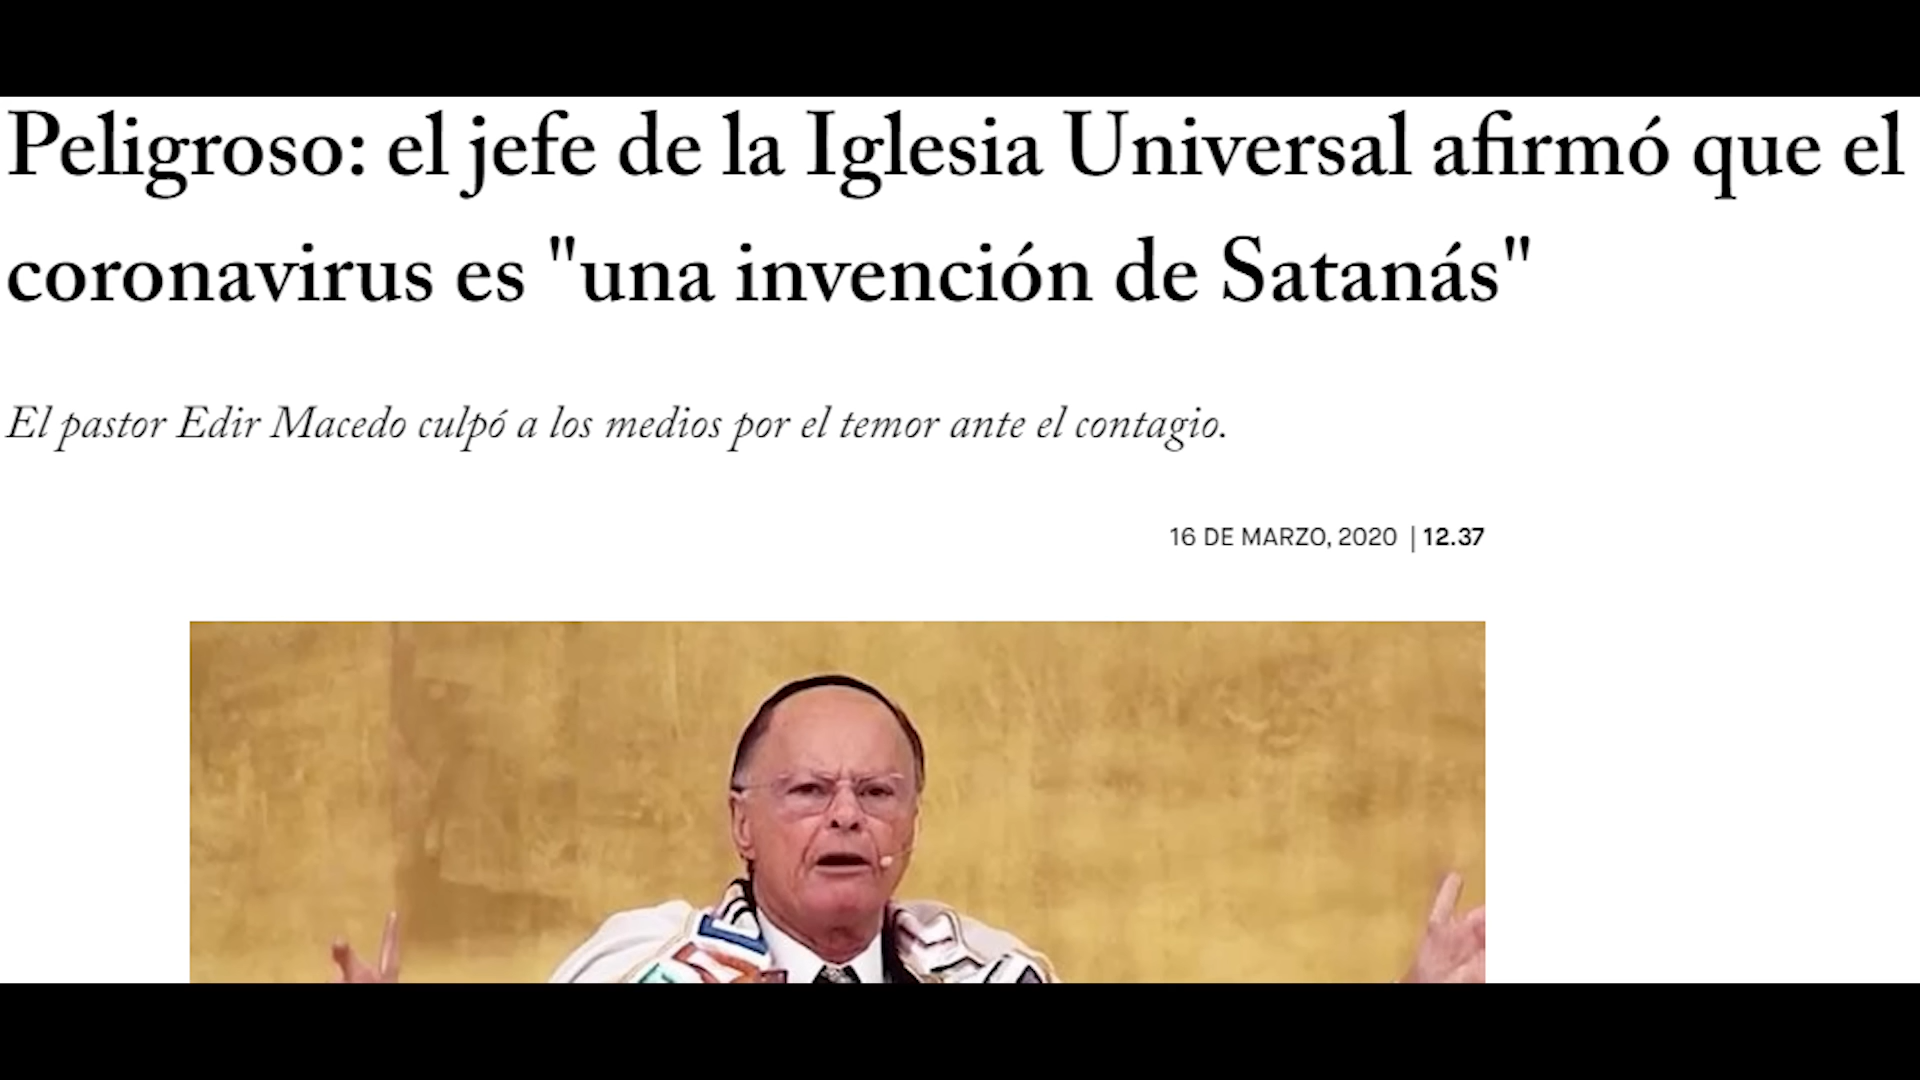 Peligroso: el jefe de la Iglesia Universal afirmó que el
coronavirus es "una invención de Satanás"
El pastor Edir Macedo culpó a los medios por el temor ante el contagio.
16 DE MARZO, 2020 | 12.37